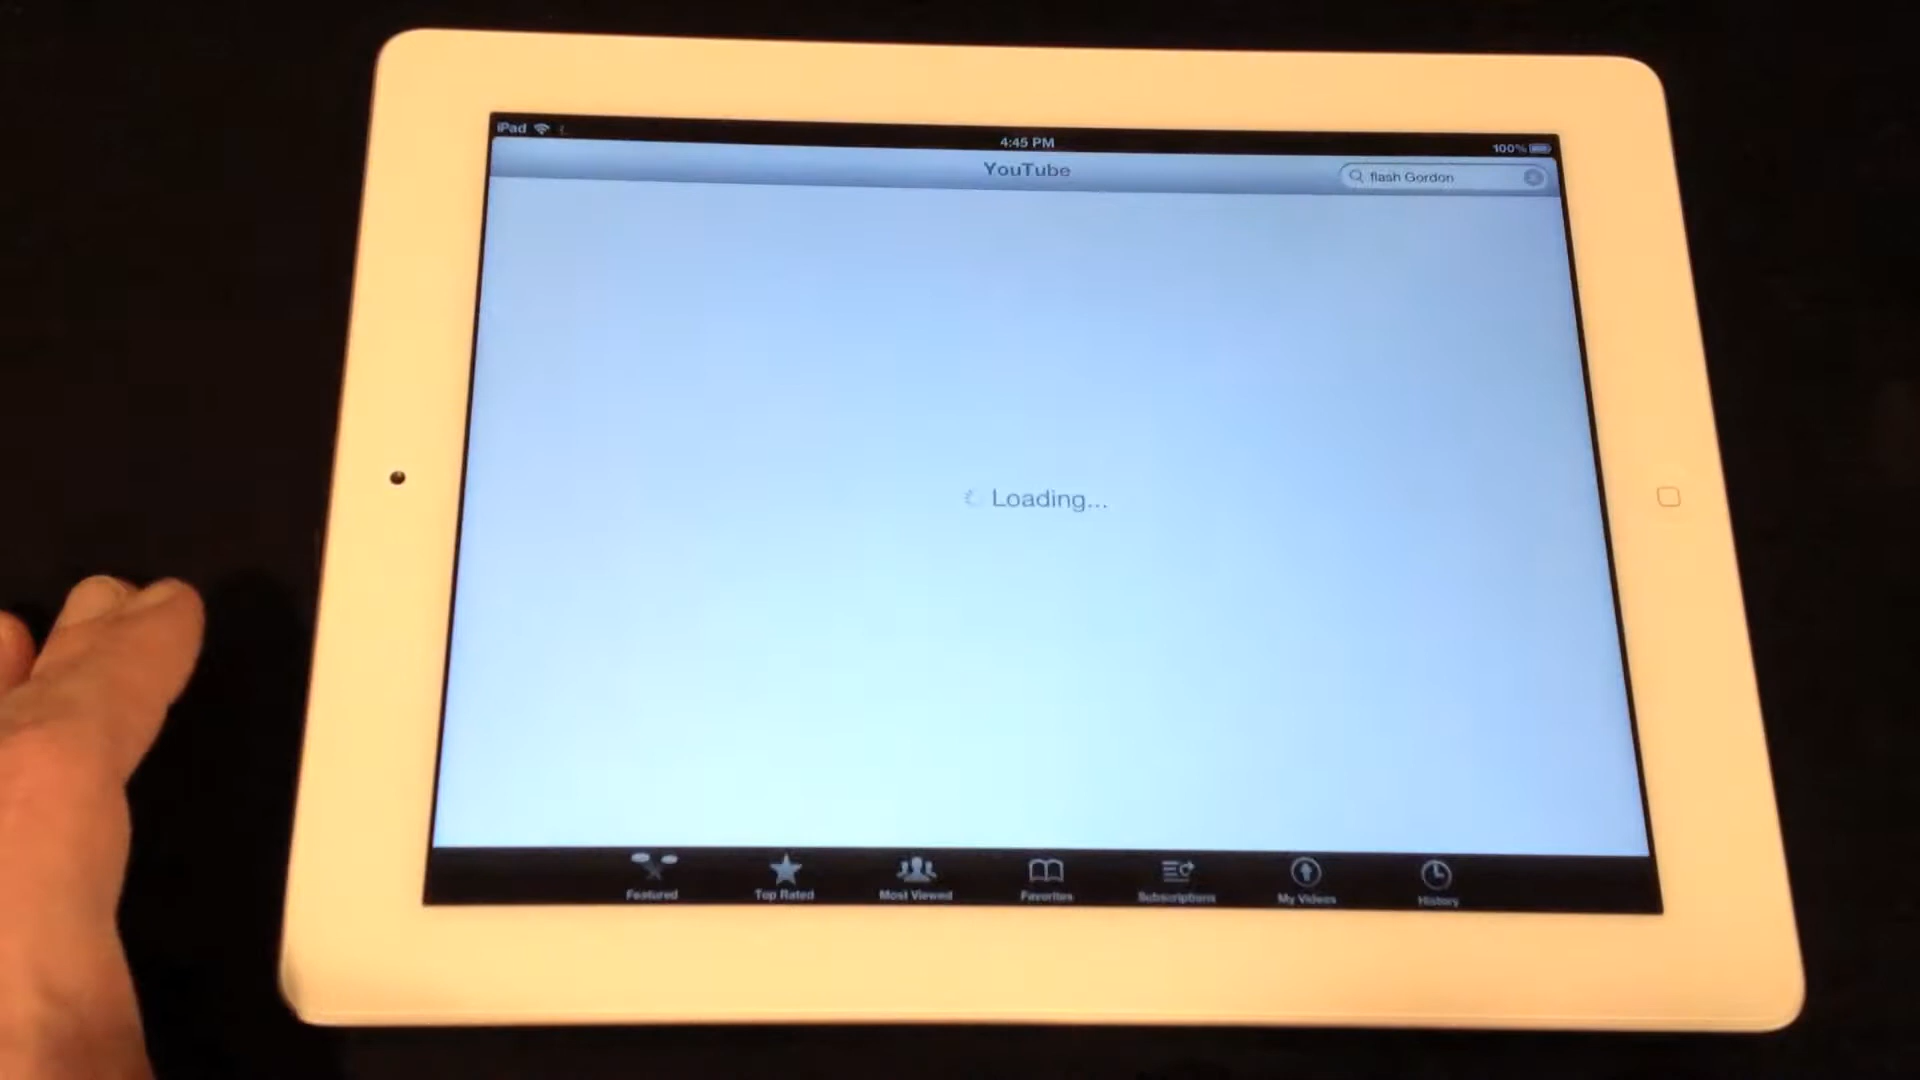 iPad
4:45 PM
100%
YouTube
flash Gordon
Loading...
Featured
Top Rated
Most Viewed
Favorites
Subscriptions
My Videos
History